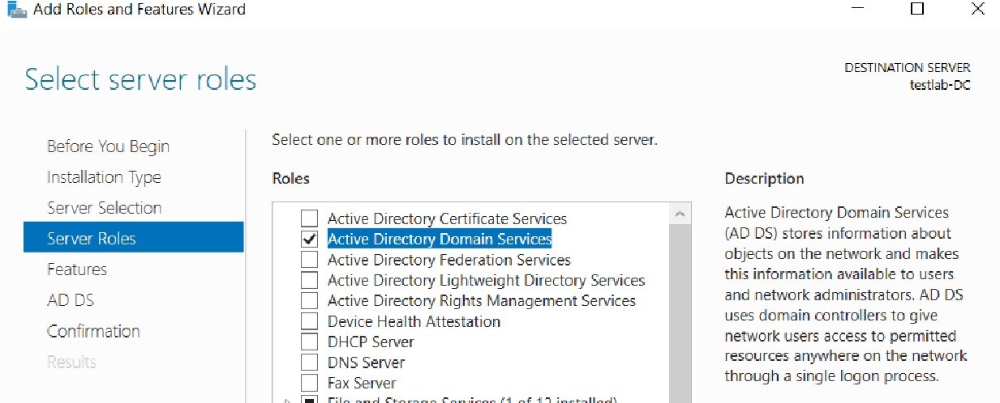 Add Roles and Features Wizard
Select server roles
DESTINATION SERVER
testlab-DC
Before You Begin
Installation Type
Server Selection
Server Roles
Features
AD DS
Confirmation
Results
Select one or more roles to install on the selected server.
Roles
Active Directory Certificate Services
Active Directory Domain Services
Active Directory Federation Services
Active Directory Lightweight Directory Services
Active Directory Rights Management Services
Device Health Attestation
DHCP Server
DNS Server
Fax Server
File and Storage Services (1 of 12 installed)
Description
Active Directory Domain Services
(AD DS) stores information about
objects on the network and makes
this information available to users
and network administrators. AD DS
uses domain controllers to give
network users access to permitted
resources anywhere on the network
through a single logon process.